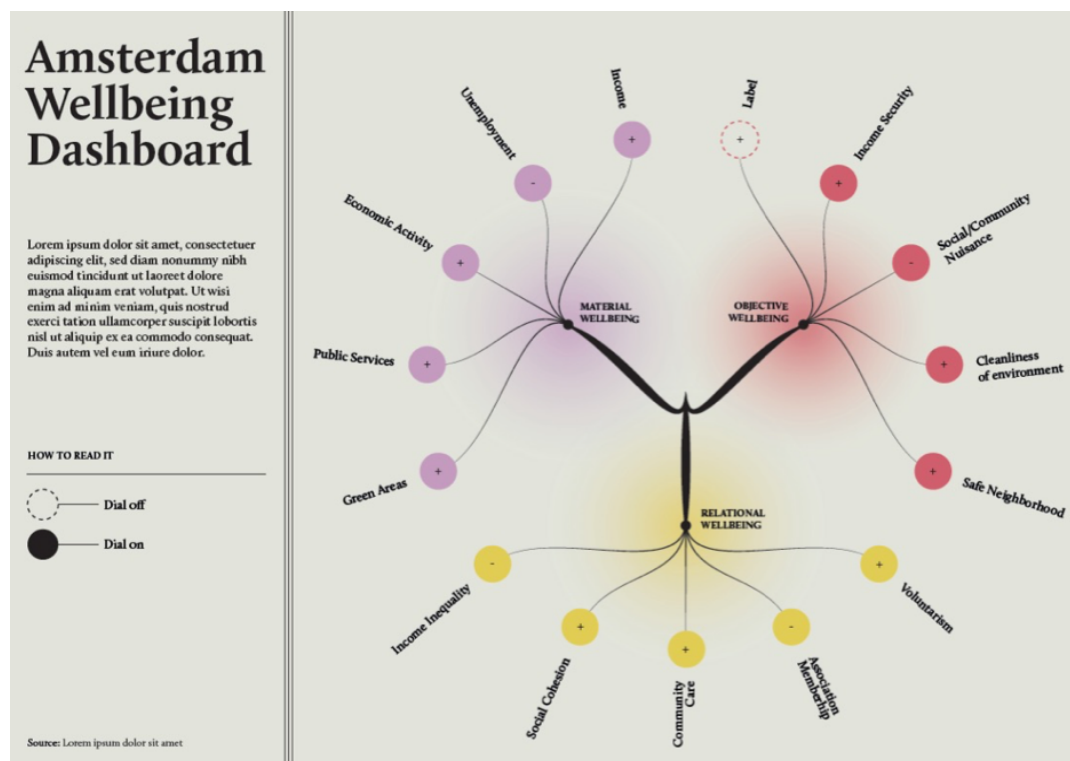 Amsterdam
Wellbeing
Dashboard
Lorem ipsum dolor sit amet, consectetuer
adipiscing elit, sed diam nonummy nibh
euismod tincidunt ut laoreet dolore
magna aliquam erat volutpat. Ut wisi
enim ad minim veniam, quis nostrud
exerci tation ullamcorper suscipit lobortis
nisl ut aliquip ex ea commodo consequat.
Duis autem vel eum iriure dolor.
HOW TO READ IT
Dial off
Dial on
Source: Lorem ipsum dolor sit amet
Income
+
Unemployment
-
Economic Activity
+
Public Services
+
Green Areas
+
MATERIAL
WELLBEING
Label
+
Income Security
+
Social/Community
Nuisance
-
Cleanliness
of environment
+
Safe Neighborhood
+
OBJECTIVE
WELLBEING
RELATIONAL
WELLBEING
Income Inequality
-
Social Cohesion
+
Community
Care
+
Association
Memberhip
-
Voluntarism
+